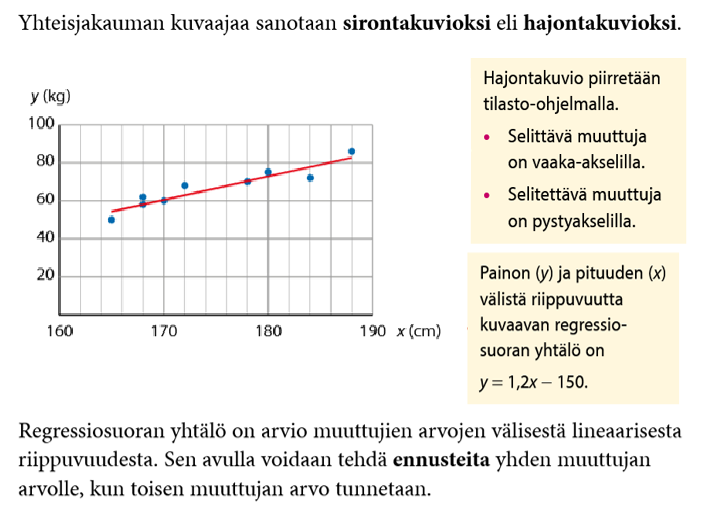 Yhteisjakauman kuvaajaa sanotaan sirontakuvioksi eli hajontakuvioksi.
y (kg)
100
80
60
40
20
160
170
180
190
x (cm)
Hajontakuvio piirretään
tilasto-ohjelmalla.
• Selittävä muuttuja
on vaaka-akselilla.
• Selitettävä muuttuja
on pystyakselilla.
Painon (y) ja pituuden (x)
välistä riippuvuutta
kuvaavan regressio-
suoran yhtälö on
y = 1,2x – 150.
Regressiosuoran yhtälö on arvio muuttujien arvojen välisestä lineaarisesta
riippuvuudesta. Sen avulla voidaan tehdä ennusteita yhden muuttujan
arvolle, kun toisen muuttujan arvo tunnetaan.